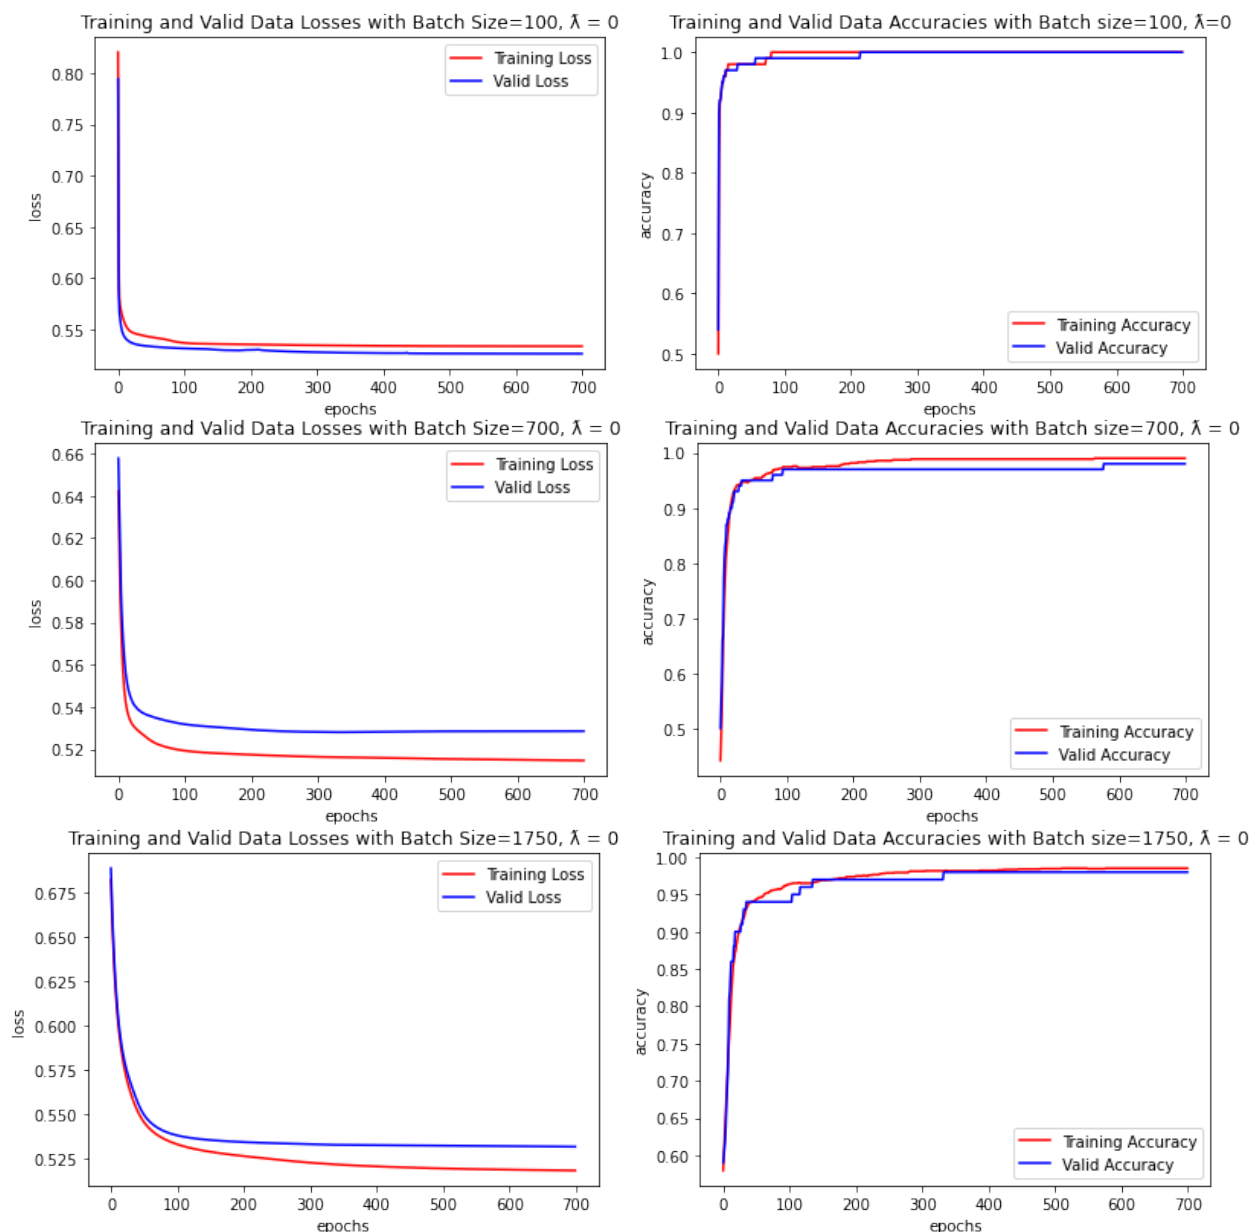 Training and Valid Data Losses with Batch Size=100, ƛ = 0
Training Loss
Valid Loss
0.80
0.75
0.70
0.65
0.60
0.55
loss
0 100 200 300 400 500 600 700
epochs
Training and Valid Data Accuracies with Batch size=100, ƛ=0
1.0
0.9
0.8
0.7
0.6
0.5
accuracy
Training Accuracy
Valid Accuracy
0 100 200 300 400 500 600 700
epochs
Training and Valid Data Losses with Batch Size=700, ƛ = 0
Training Loss
Valid Loss
0.66
0.64
0.62
0.60
0.58
0.56
0.54
0.52
loss
0 100 200 300 400 500 600 700
epochs
Training and Valid Data Accuracies with Batch size=700, ƛ = 0
1.0
0.9
0.8
0.7
0.6
0.5
accuracy
Training Accuracy
Valid Accuracy
0 100 200 300 400 500 600 700
epochs
Training and Valid Data Losses with Batch Size=1750, ƛ = 0
Training Loss
Valid Loss
0.675
0.650
0.625
0.600
0.575
0.550
0.525
loss
0 100 200 300 400 500 600 700
epochs
Training and Valid Data Accuracies with Batch size=1750, ƛ = 0
1.00
0.95
0.90
0.85
0.80
0.75
0.70
0.65
0.60
accuracy
Training Accuracy
Valid Accuracy
0 100 200 300 400 500 600 700
epochs